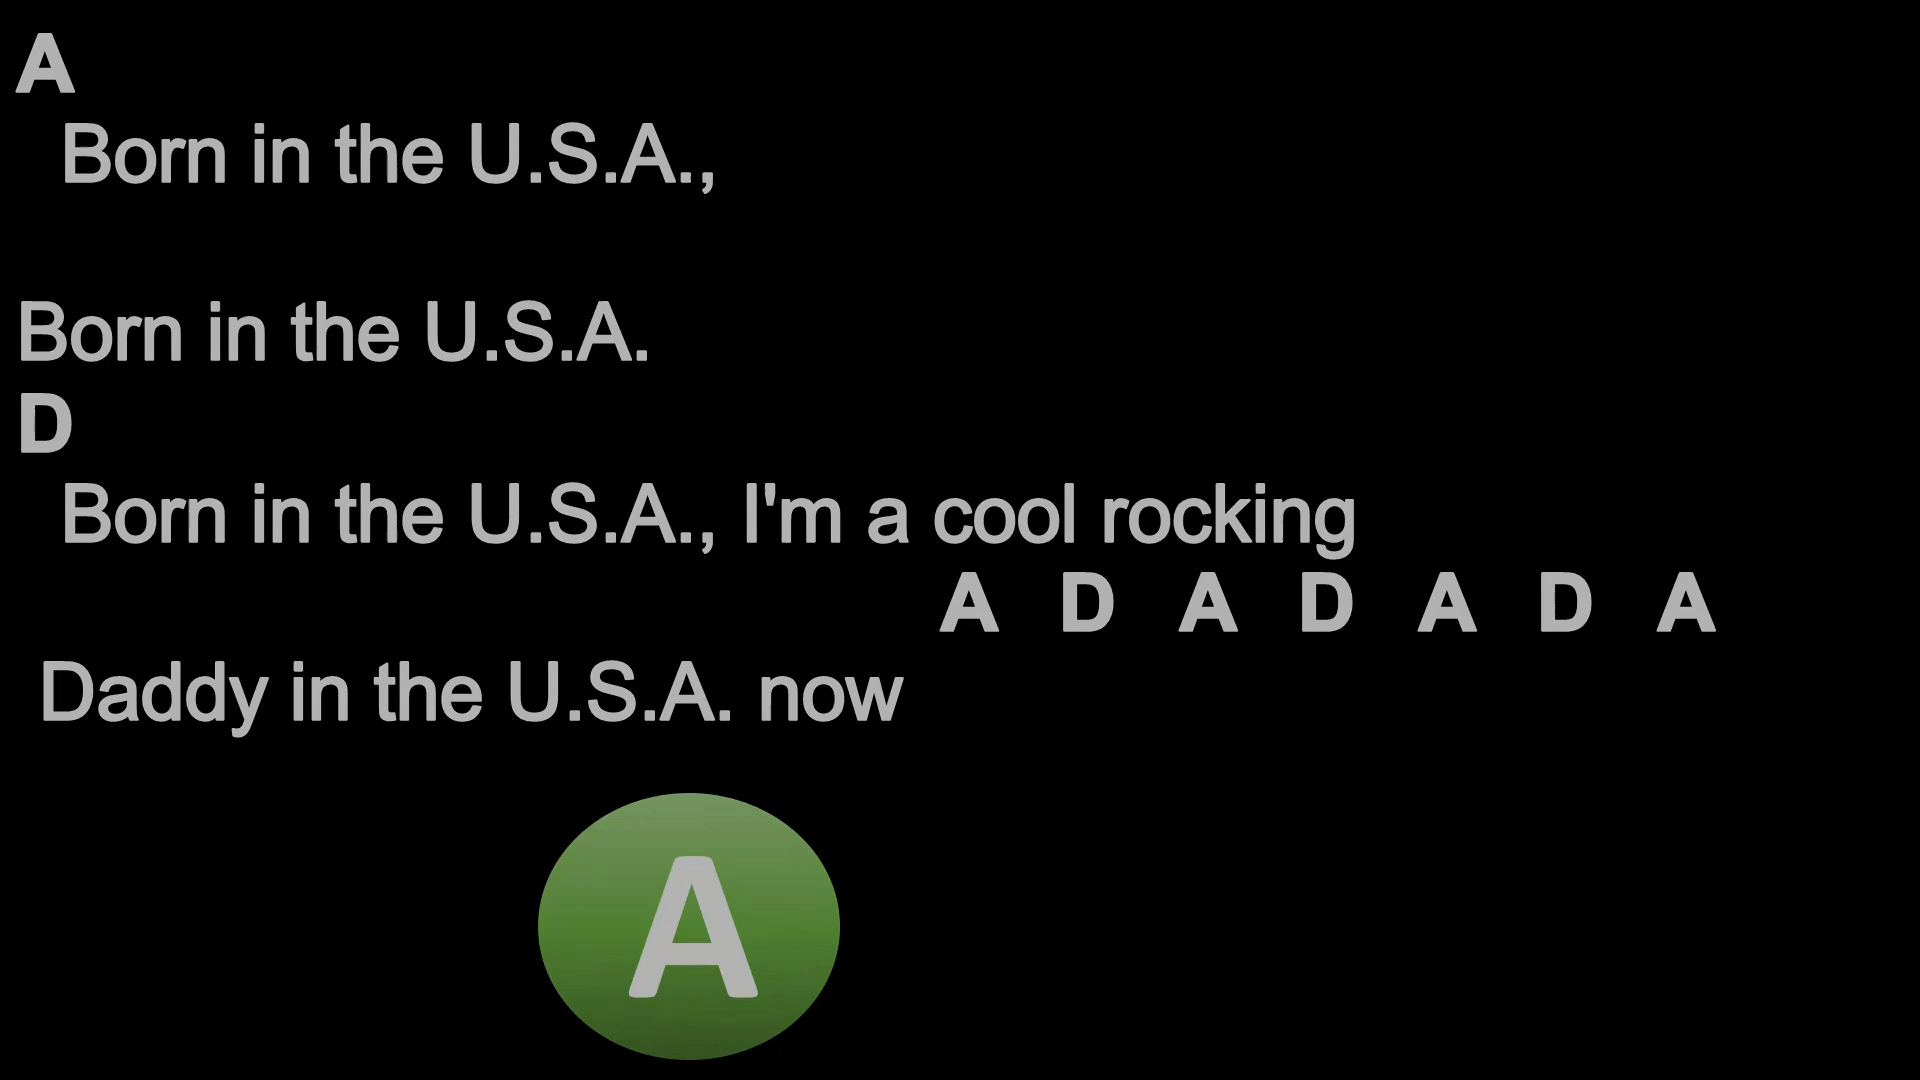 A
Born in the U.S.A.,
Born in the U.S.A.
D
Born in the U.S.A., I'm a cool rocking
A D A D A D A
Daddy in the U.S.A. now
A